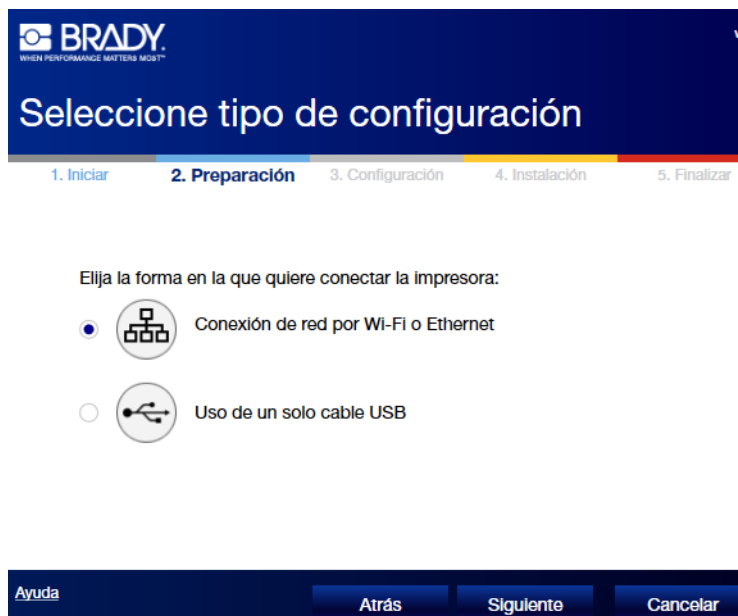 BRADY.
WHEN PERFORMANCE MATTERS MOST™
Seleccione tipo de configuración
1. Iniciar 2. Preparación 3. Configuración 4. Instalación 5. Finalizar
Elija la forma en la que quiere conectar la impresora:
Conexión de red por Wi-Fi o Ethernet
Uso de un solo cable USB
Ayuda Atrás Siguiente Cancelar